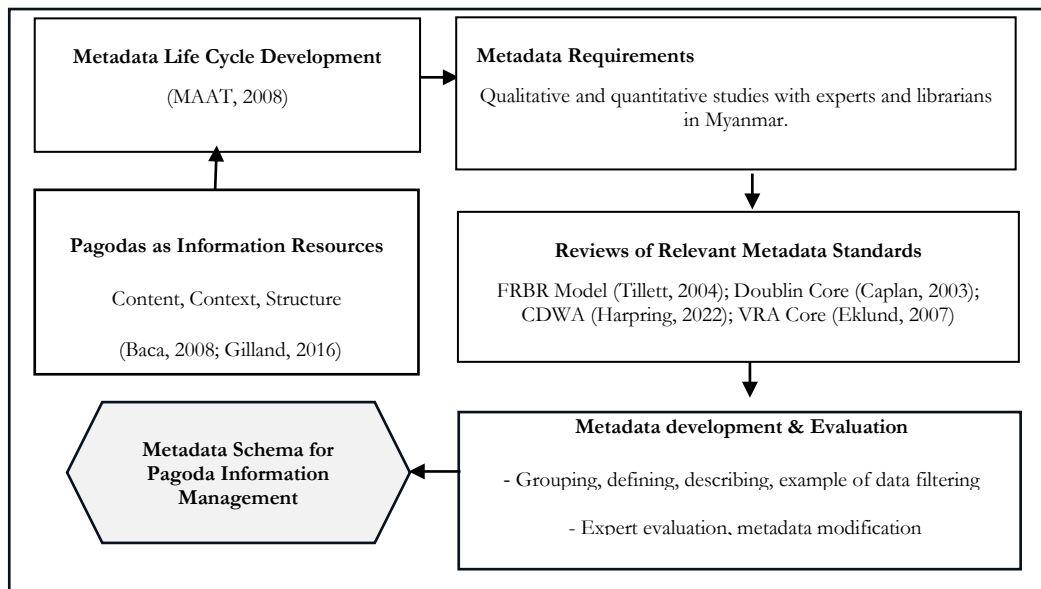 Metadata Life Cycle Development
(MAAT, 2008)
Metadata Requirements
Qualitative and quantitative studies with experts and librarians
in Myanmar.
Pagodas as Information Resources
Content, Context, Structure
(Baca, 2008; Gilland, 2016)
Reviews of Relevant Metadata Standards
FRBR Model (Tillett, 2004); Doublin Core (Caplan, 2003);
CDWA (Harpring, 2022); VRA Core (Eklund, 2007)
Metadata Schema for
Pagoda Information
Management
Metadata development & Evaluation
- Grouping, defining, describing, example of data filtering
- Expert evaluation, metadata modification